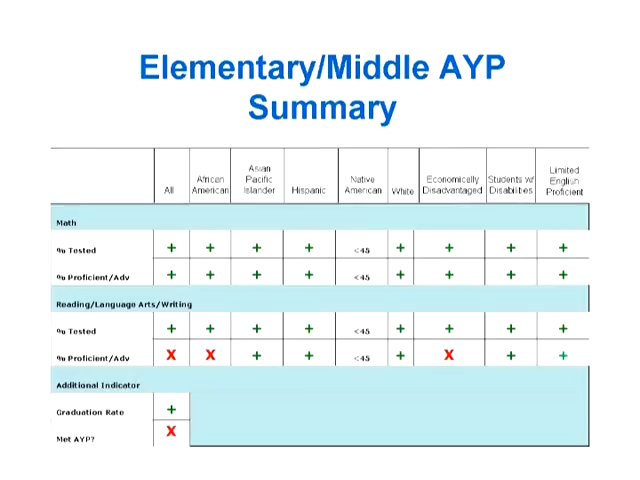 Elementary/Middle AYP
Summary
All
African
American
Asian
Pacific
Islander
Hispanic
Native
American
White
Economically
Disadvantaged
Students w/
Disabilities
Limited
English
Proficient
Math
% Tested + + + + <45 + + + +
% Proficient/Adv + + + + <45 + + + +
Reading/Language Arts/Writing
% Tested + + + + <45 + + + +
% Proficient/Adv X X + + <45 + X + +
Additional Indicator
Graduation Rate +
Met AYP? X